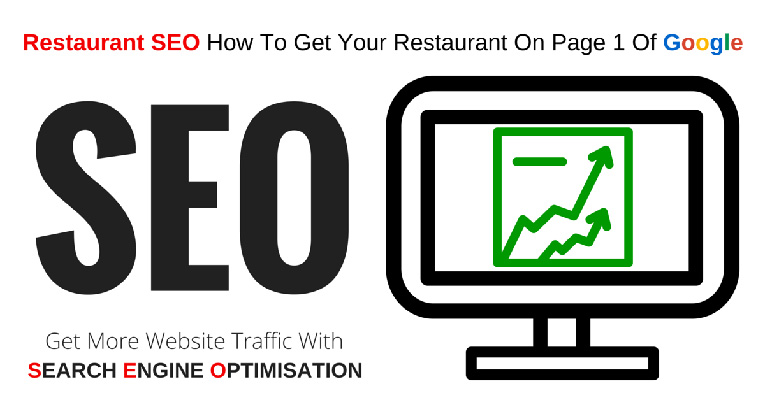 Restaurant SEO How To Get Your Restaurant On Page 1 Of Google
SEO
Get More Website Traffic With
SEARCH ENGINE OPTIMISATION